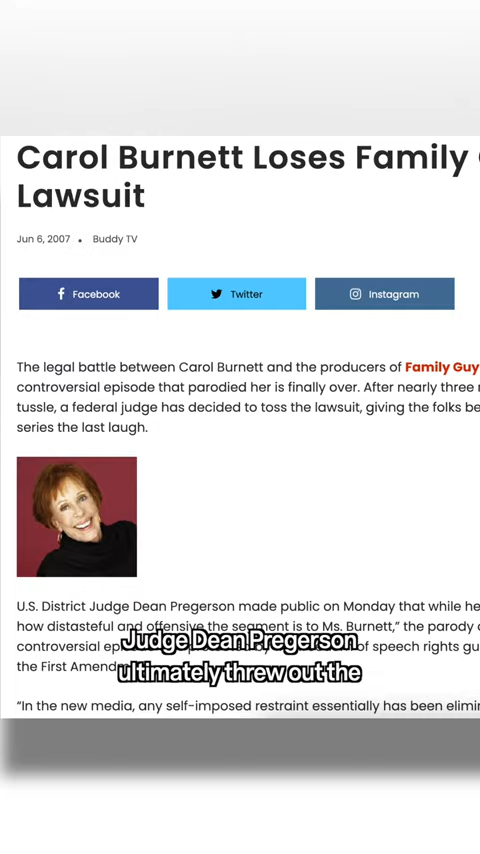 Carol Burnett Loses Family
Lawsuit
Jun 6, 2007 • Buddy TV
Facebook
Twitter
Instagram
The legal battle between Carol Burnett and the producers of Family Guy
controversial episode that parodied her is finally over. After nearly three
tussle, a federal judge has decided to toss the lawsuit, giving the folks be
series the last laugh.
U.S. District Judge Dean Pregerson made public on Monday that while he
how distasteful and offensive the segment is to Ms. Burnett,” the parody
controversial of speech rights gu
the First
Judge Dean Pregerson
ultimately threw out the
“In the new media, any self-imposed restraint essentially has been elimi